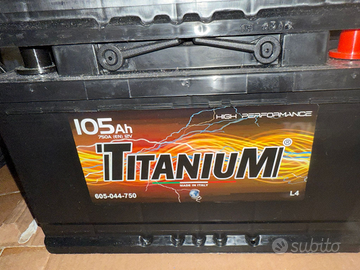 105Ah
750A (EN) 12V
HIGH PERFORMANCE
TITANIUM®
MADE IN ITALY
605-044-750
L4
subito